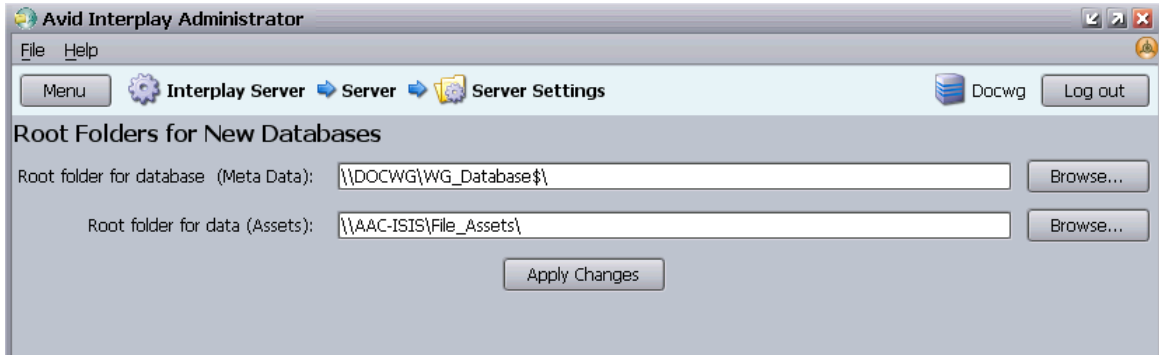 Avid Interplay Administrator
File Help
Menu Interplay Server Server Server Settings Docwg Log out
Root Folders for New Databases
Root folder for database (Meta Data): \\DOCWG\WG_Database$\ Browse...
Root folder for data (Assets): \\AAC-ISIS\File_Assets\ Browse...
Apply Changes